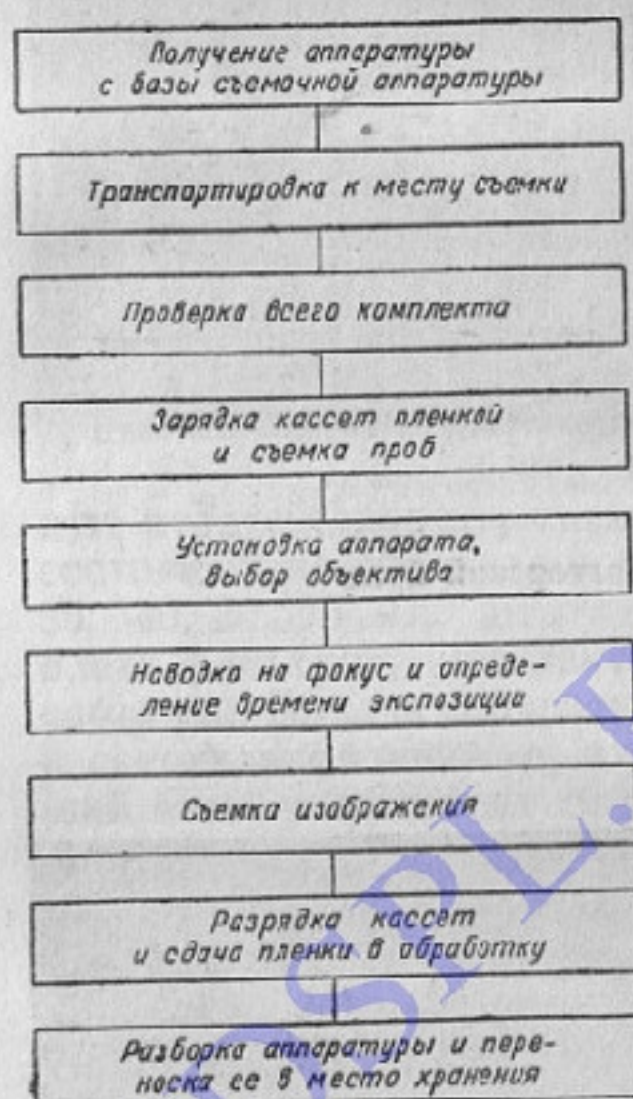 Получение аппаратуры
с базы съемочной аппаратуры
Транспортировка к месту съемки
Проверка всего комплекта
Зарядка кассет пленкой
и съемка проб
Установка аппарата,
выбор объектива
Наводка на фокус и опреде-
ление времени экспозиции
Съемка изображения
Разрядка кассет
и сдача пленки в обработку
Разборка аппаратуры и пере-
носка ее в место хранения